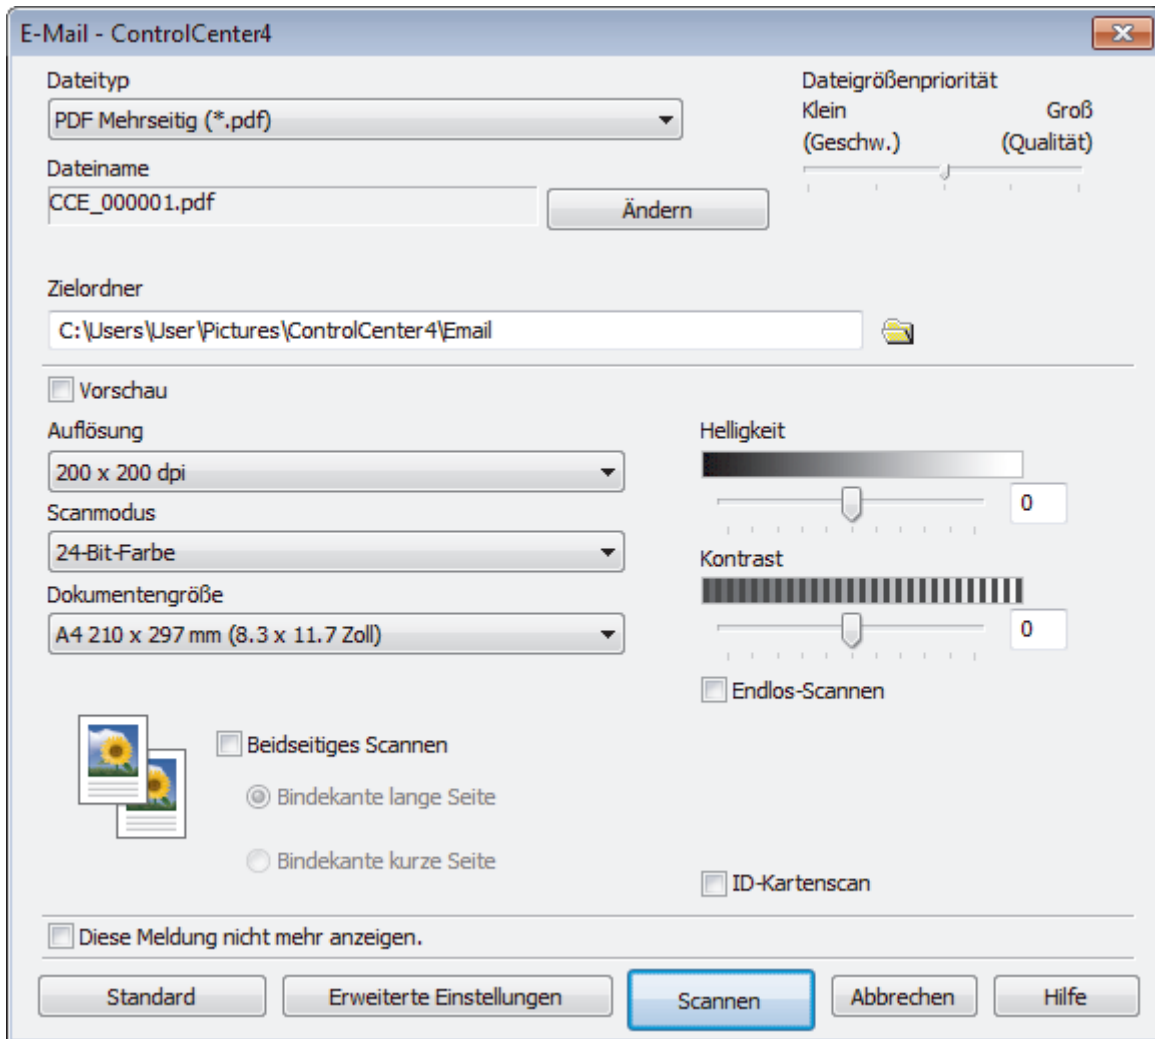 E-Mail - ControlCenter4
Dateityp
PDF Mehrseitig (*.pdf)
Dateigrößenpriorität
Klein Groß
(Geschw.) (Qualität)
Dateiname
CCE_000001.pdf
Ändern
Zielordner
C:\Users\User\Pictures\ControlCenter4\Email
Vorschau
Auflösung
200 x 200 dpi
Scanmodus
24-Bit-Farbe
Dokumentengröße
A4 210 x 297 mm (8.3 x 11.7 Zoll)
Helligkeit
0
Kontrast
0
Endlos-Scannen
Beidseitiges Scannen
Bindekante lange Seite
Bindekante kurze Seite
ID-Kartenscan
Diese Meldung nicht mehr anzeigen.
Standard
Erweiterte Einstellungen
Scannen
Abbrechen
Hilfe